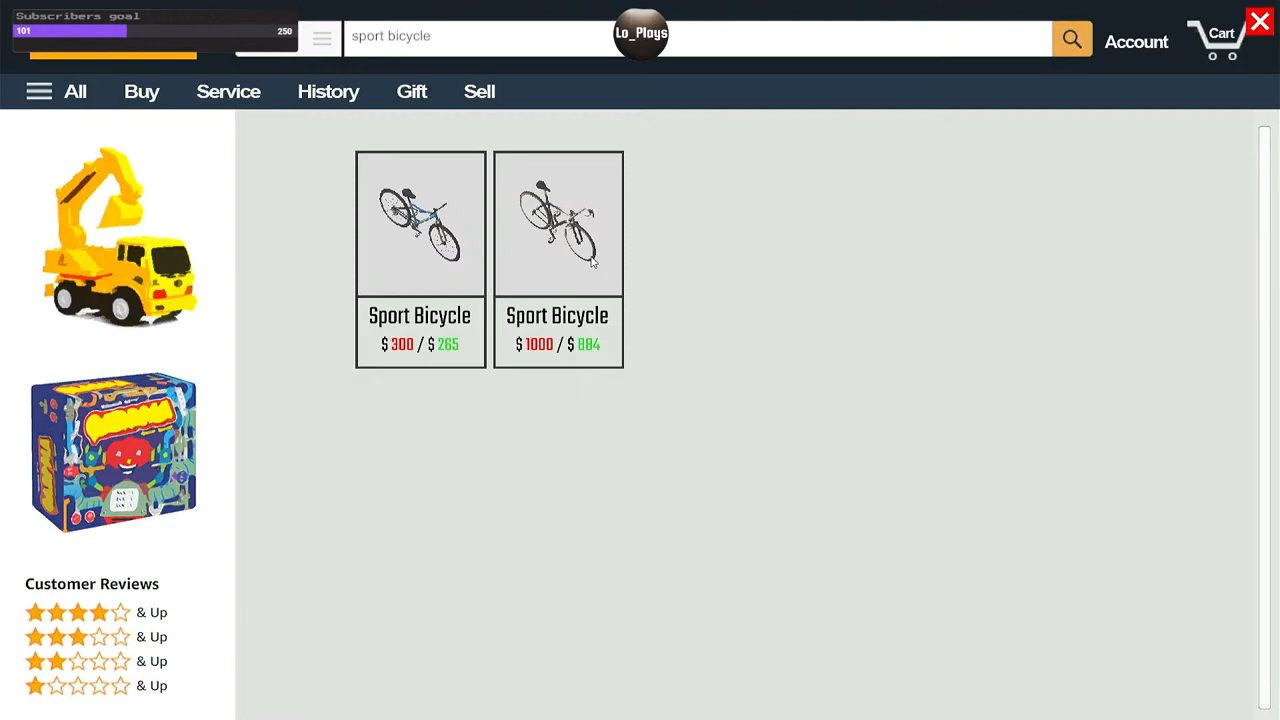 Subscribers goal
101 250
sport bicycle
Lo_Plays
Account
Cart
All Buy Service History Gift Sell
Sport Bicycle
$ 300 / $ 265
Sport Bicycle
$ 1000 / $ 884
Customer Reviews
& Up
& Up
& Up
& Up